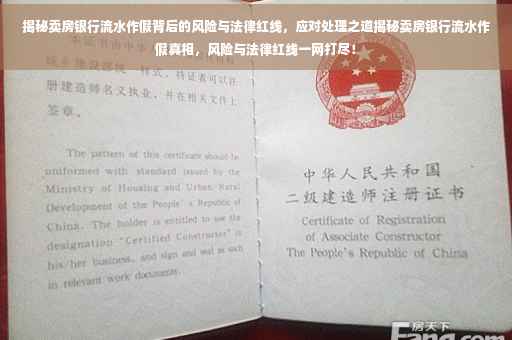 揭秘卖房银行流水作假背后的风险与法律红线，应对处理之道揭秘卖房银行流水作
假真相，风险与法律红线一网打尽！
册建造师名义执业，并在相关文件上
签章。
The pattern of this certificate should be
uniformed with standard issued by the
Ministry of Housing and Urban Rural
Development of the People's Republic of
China. The holder is entitled to use the
designation "Certified Constructor" in
his/her business, and sign and seal as such
in relevant work documents.
中华人民共和国
二级建造师注册证书
Certificate of Registration
of Associate Constructor
The People's Republic of China
房天下
Fang.com